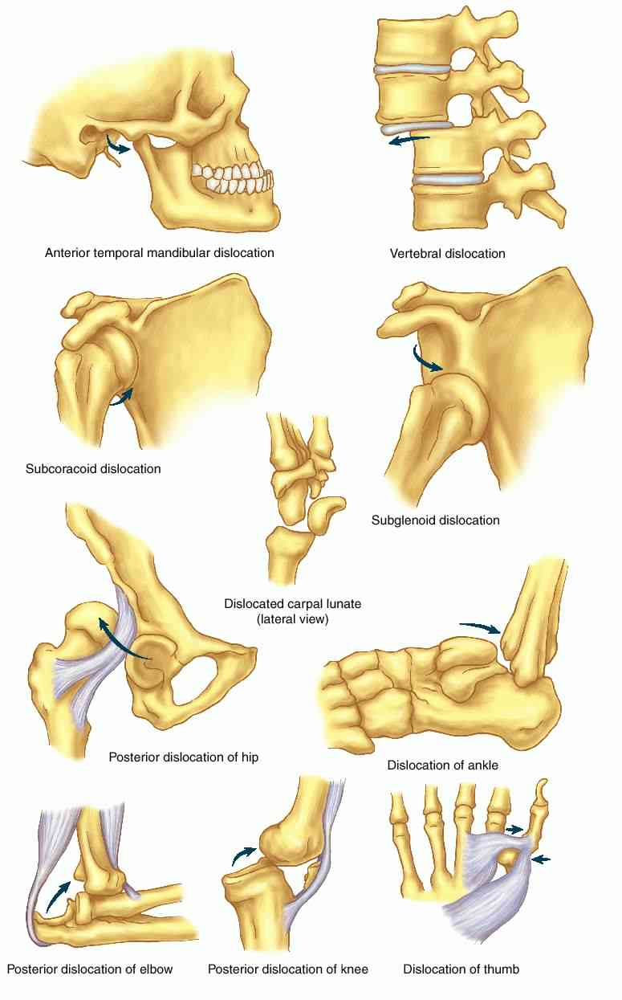 Anterior temporal mandibular dislocation
Vertebral dislocation
Subcoracoid dislocation
Subglenoid dislocation
Dislocated carpal lunate
(lateral view)
Posterior dislocation of hip
Dislocation of ankle
Posterior dislocation of elbow
Posterior dislocation of knee
Dislocation of thumb